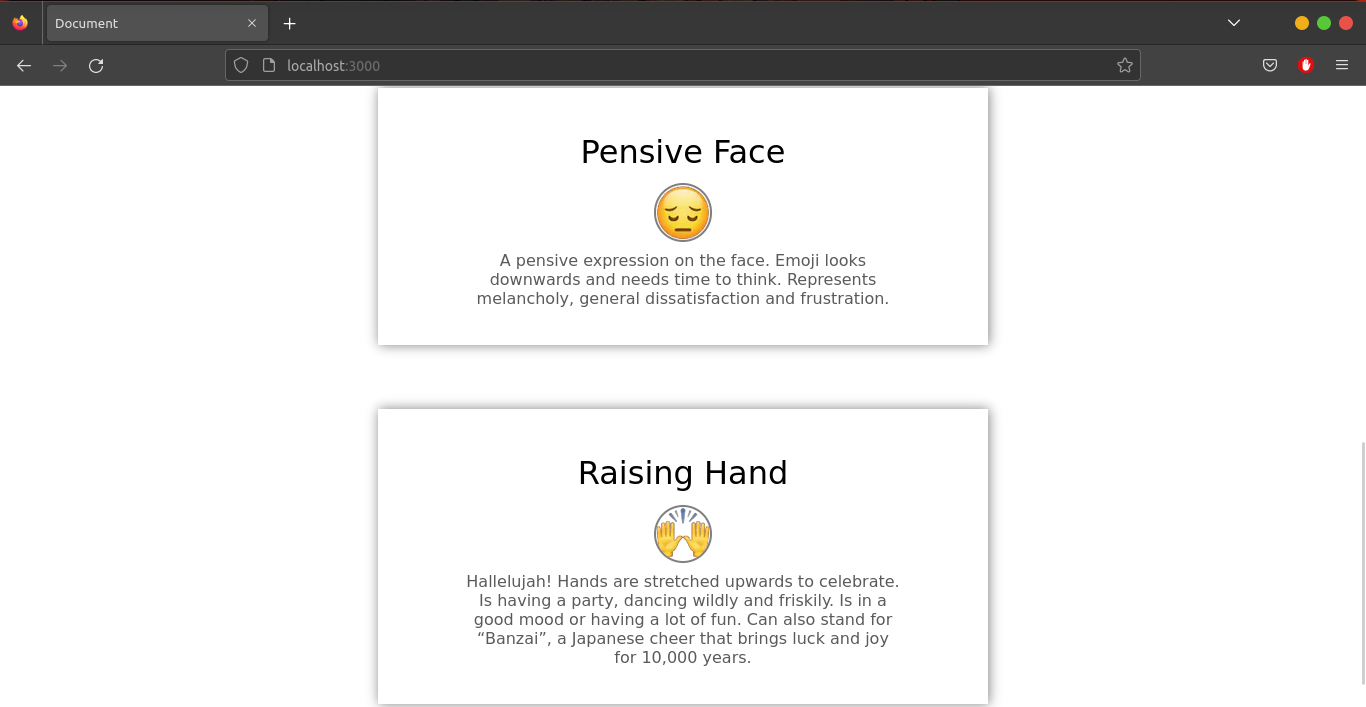 Document
localhost:3000
Pensive Face
A pensive expression on the face. Emoji looks
downwards and needs time to think. Represents
melancholy, general dissatisfaction and frustration.
Raising Hand
Hallelujah! Hands are stretched upwards to celebrate.
Is having a party, dancing wildly and friskily. Is in a
good mood or having a lot of fun. Can also stand for
“Banzai”, a Japanese cheer that brings luck and joy
for 10,000 years.